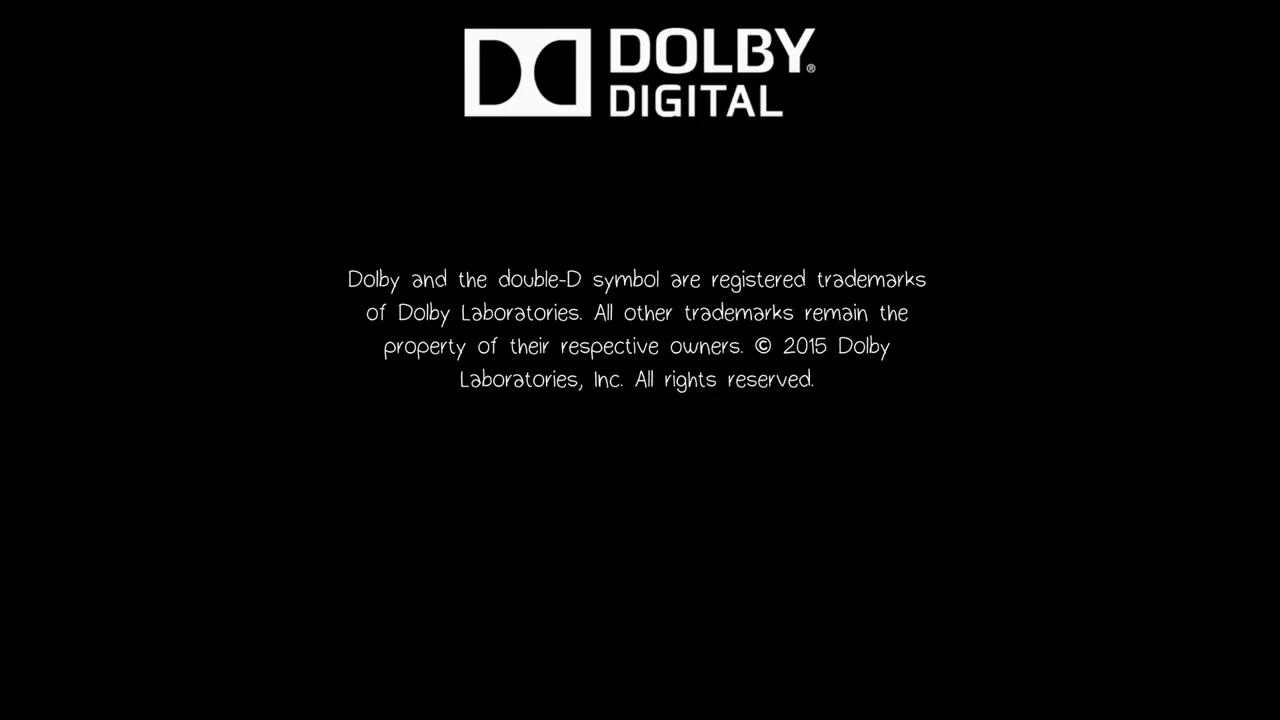 DOLBY®
DIGITAL
Dolby and the double-D symbol are registered trademarks
of Dolby Laboratories. All other trademarks remain the
property of their respective owners. © 2015 Dolby
Laboratories, Inc. All rights reserved.